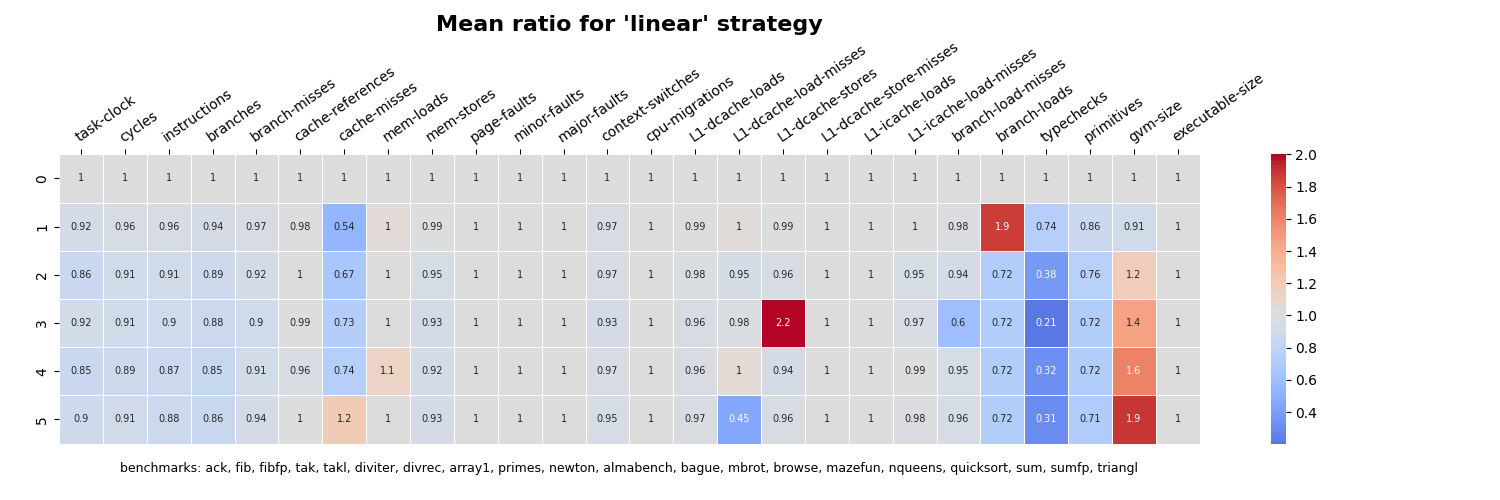 Mean ratio for 'linear' strategy
task-clock cycles instructions branches branch-misses cache-references cache-misses mem-loads mem-stores page-faults minor-faults major-faults context-switches cpu-migrations L1-dcache-loads L1-dcache-load-misses L1-dcache-stores L1-dcache-store-misses L1-icache-loads L1-icache-load-misses branch-load-misses branch-loads typechecks primitives gvm-size executable-size
0 1 1 1 1 1 1 1 1 1 1 1 1 1 1 1 1 1 1 1 1 1 1 1 1 1 1
1 0.92 0.96 0.96 0.94 0.97 0.98 0.54 1 0.99 1 1 1 0.97 1 0.99 1 0.99 1 1 1 0.98 1.9 0.74 0.86 0.91 1
2 0.86 0.91 0.91 0.89 0.92 1 0.67 1 0.95 1 1 1 0.97 1 0.98 0.95 0.96 1 1 0.95 0.94 0.72 0.38 0.76 1.2 1
3 0.92 0.91 0.9 0.88 0.9 0.99 0.73 1 0.93 1 1 1 0.93 1 0.96 0.98 2.2 1 1 0.97 0.6 0.72 0.21 0.72 1.4 1
4 0.85 0.89 0.87 0.85 0.91 0.96 0.74 1.1 0.92 1 1 1 0.97 1 0.96 1 0.94 1 1 0.99 0.95 0.72 0.32 0.72 1.6 1
5 0.9 0.91 0.88 0.86 0.94 1 1.2 1 0.93 1 1 1 0.95 1 0.97 0.45 0.96 1 1 0.98 0.96 0.72 0.31 0.71 1.9 1
2.0
1.8
1.6
1.4
1.2
1.0
0.8
0.6
0.4
benchmarks: ack, fib, fibfp, tak, takl, diviter, divrec, array1, primes, newton, almabench, bague, mbrot, browse, mazefun, nqueens, quicksort, sum, sumfp, triangl